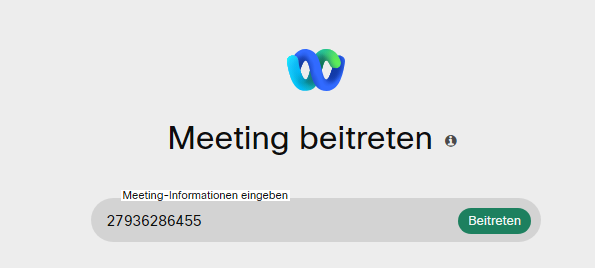 Meeting beitreten
Meeting-Informationen eingeben
27936286455
Beitreten